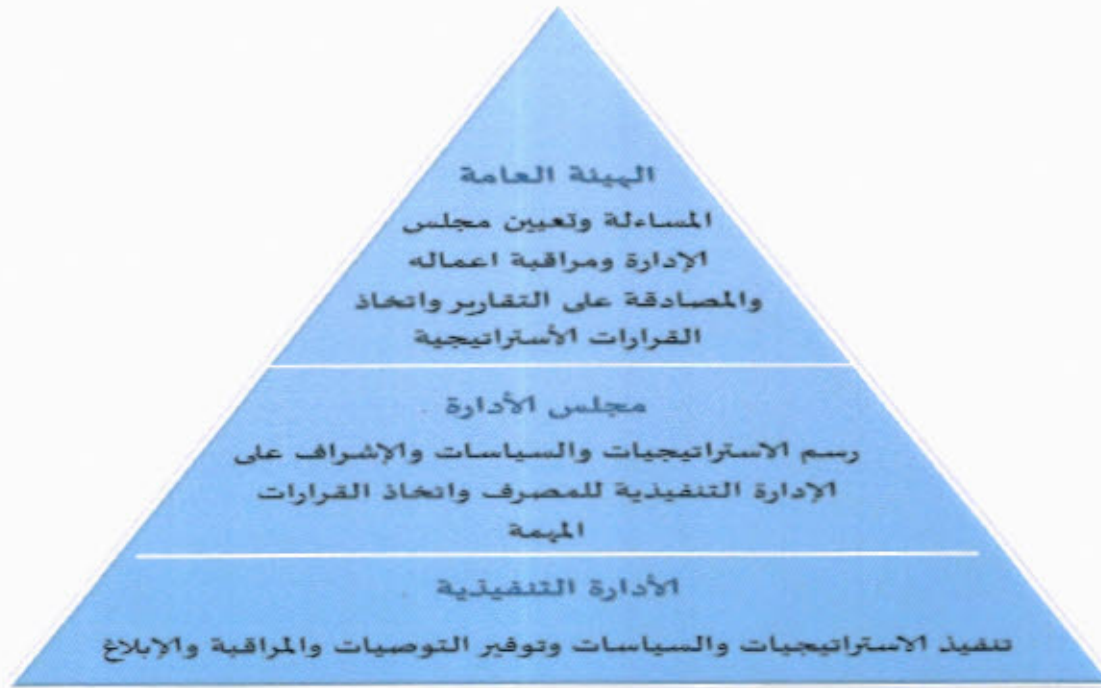 الهيئة العامة
المساءلة وتعيين مجلس
الإدارة ومراقبة اعماله
والمصادقة على التقارير واتخاذ
القرارات الأستراتيجية
مجلس الأدارة
رسم الاستراتيجيات والسياسات والإشراف على
الإدارة التنفيذية للمصرف واتخاذ القرارات
المهمة
الأدارة التنفيذية
تنفيذ الاستراتيجيات والسياسات وتوفير التوصيات والمراقبة والإبلاغ